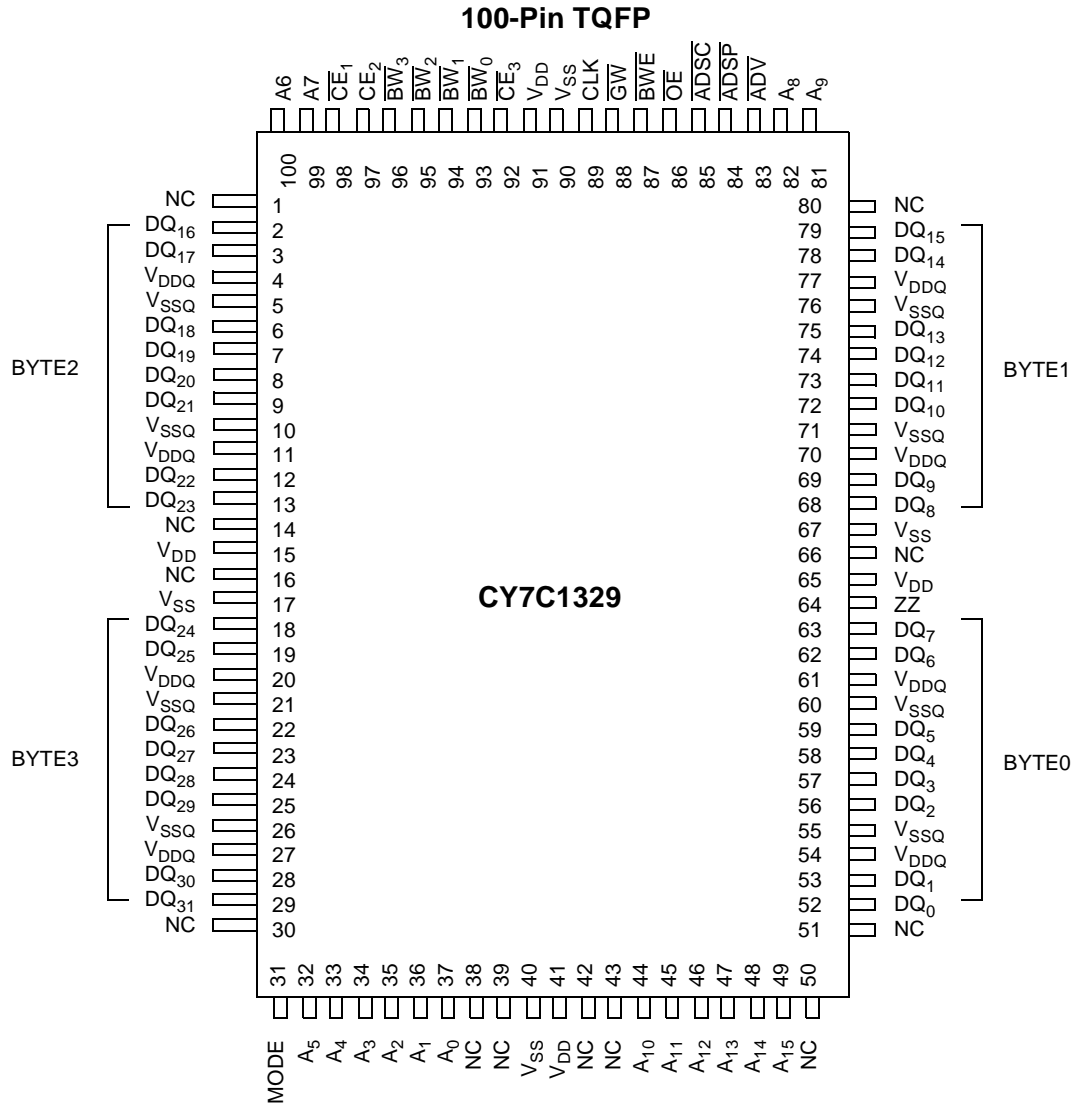 100-Pin TQFP
A6 A7 CE1 CE2 BW3 BW2 BW1 BW0 CE3 VDD VSS CLK GW BWE OE ADSC ADSP ADV A8 A9
100 99 98 97 96 95 94 93 92 91 90 89 88 87 86 85 84 83 82 81
NC 1 80 NC
DQ16 2 79 DQ15
DQ17 3 78 DQ14
VDDQ 4 77 VDDQ
VSSQ 5 76 VSSQ
DQ18 6 75 DQ13
DQ19 7 74 DQ12
BYTE2 DQ20 8 73 DQ11 BYTE1
DQ21 9 72 DQ10
VSSQ 10 71 VSSQ
VDDQ 11 70 VDDQ
DQ22 12 69 DQ9
DQ23 13 68 DQ8
NC 14 67 VSS
VDD 15 66 NC
NC 16 65 VDD
CY7C1329
VSS 17 64 ZZ
DQ24 18 63 DQ7
DQ25 19 62 DQ6
VDDQ 20 61 VDDQ
VSSQ 21 60 VSSQ
DQ26 22 59 DQ5
BYTE3 DQ27 23 58 DQ4 BYTE0
DQ28 24 57 DQ3
DQ29 25 56 DQ2
VSSQ 26 55 VSSQ
VDDQ 27 54 VDDQ
DQ30 28 53 DQ1
DQ31 29 52 DQ0
NC 30 51 NC
31 32 33 34 35 36 37 38 39 40 41 42 43 44 45 46 47 48 49 50
MODE A5 A4 A3 A2 A1 A0 NC NC VSS VDD NC NC A10 A11 A12 A13 A14 A15 NC